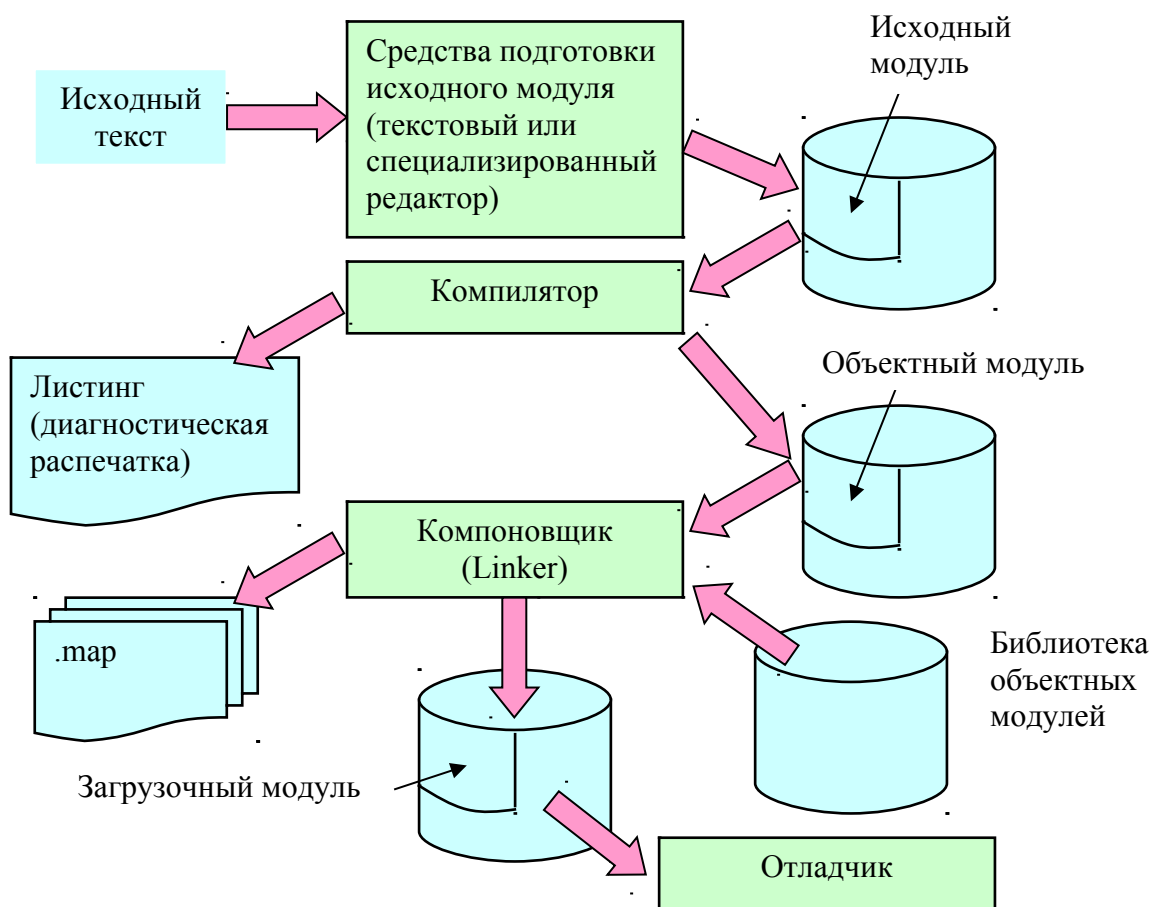 Исходный
текст
Средства подготовки
исходного модуля
(текстовый или
специализированный
редактор)
Исходный
модуль
Компилятор
Листинг
(диагностическая
распечатка)
Объектный модуль
Компоновщик
(Linker)
.map
Библиотека
объектных
модулей
Загрузочный модуль
Отладчик